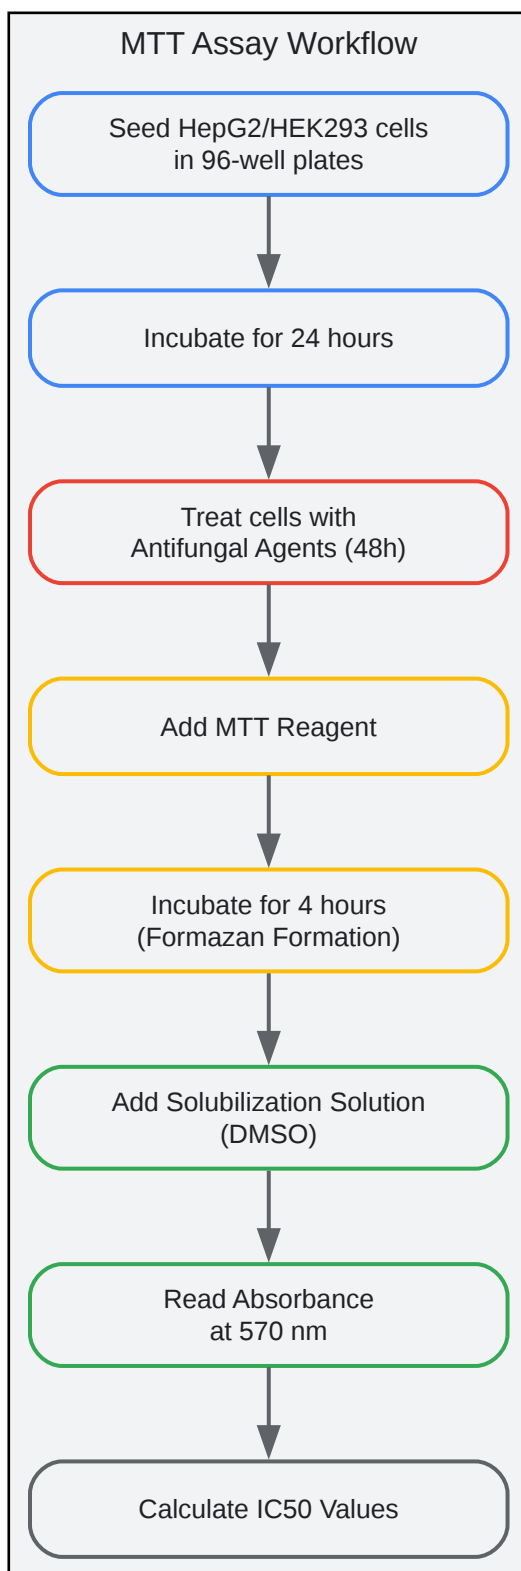 MTT Assay Workflow
Seed HepG2/HEK293 cells
in 96-well plates
Incubate for 24 hours
Treat cells with
Antifungal Agents (48h)
Add MTT Reagent
Incubate for 4 hours
(Formazan Formation)
Add Solubilization Solution
(DMSO)
Read Absorbance
at 570 nm
Calculate IC50 Values